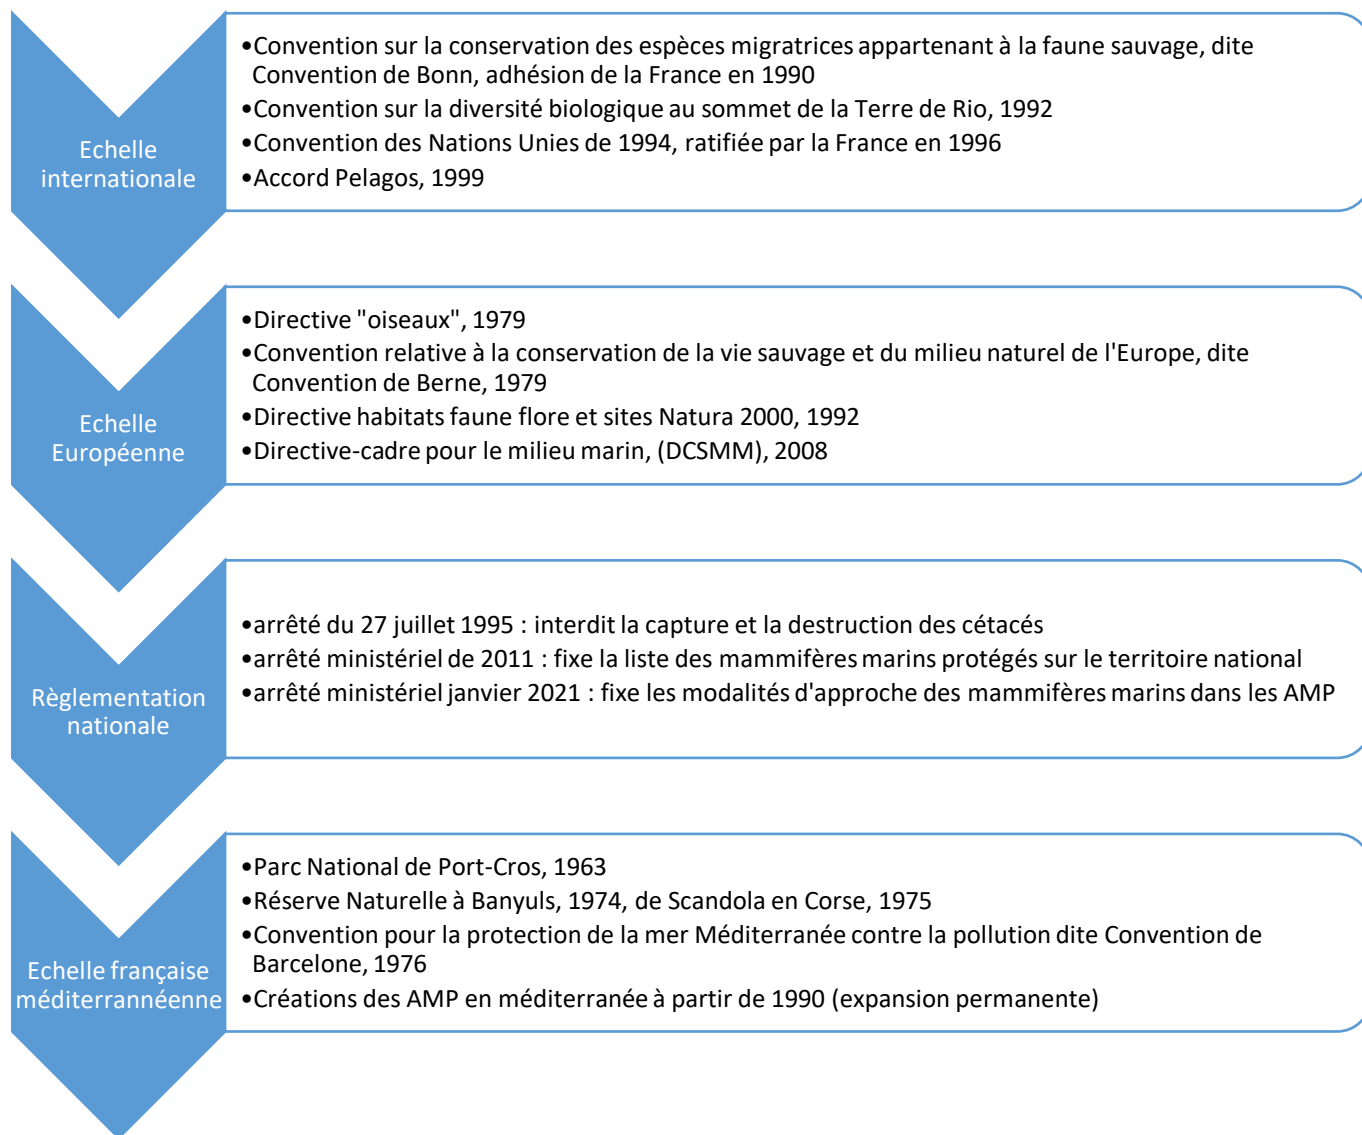 Echelle
internationale
•Convention sur la conservation des espèces migratrices appartenant à la faune sauvage, dite
Convention de Bonn, adhésion de la France en 1990
•Convention sur la diversité biologique au sommet de la Terre de Rio, 1992
•Convention des Nations Unies de 1994, ratifiée par la France en 1996
•Accord Pelagos, 1999
Echelle
Européenne
•Directive "oiseaux", 1979
•Convention relative à la conservation de la vie sauvage et du milieu naturel de l'Europe, dite
Convention de Berne, 1979
•Directive habitats faune flore et sites Natura 2000, 1992
•Directive-cadre pour le milieu marin, (DCSMM), 2008
Règlementation
nationale
•arrêté du 27 juillet 1995 : interdit la capture et la destruction des cétacés
•arrêté ministériel de 2011 : fixe la liste des mammifères marins protégés sur le territoire national
•arrêté ministériel janvier 2021 : fixe les modalités d'approche des mammifères marins dans les AMP
Echelle française
méditerrannéenne
•Parc National de Port-Cros, 1963
•Réserve Naturelle à Banyuls, 1974, de Scandola en Corse, 1975
•Convention pour la protection de la mer Méditerranée contre la pollution dite Convention de
Barcelone, 1976
•Créations des AMP en méditerranée à partir de 1990 (expansion permanente)